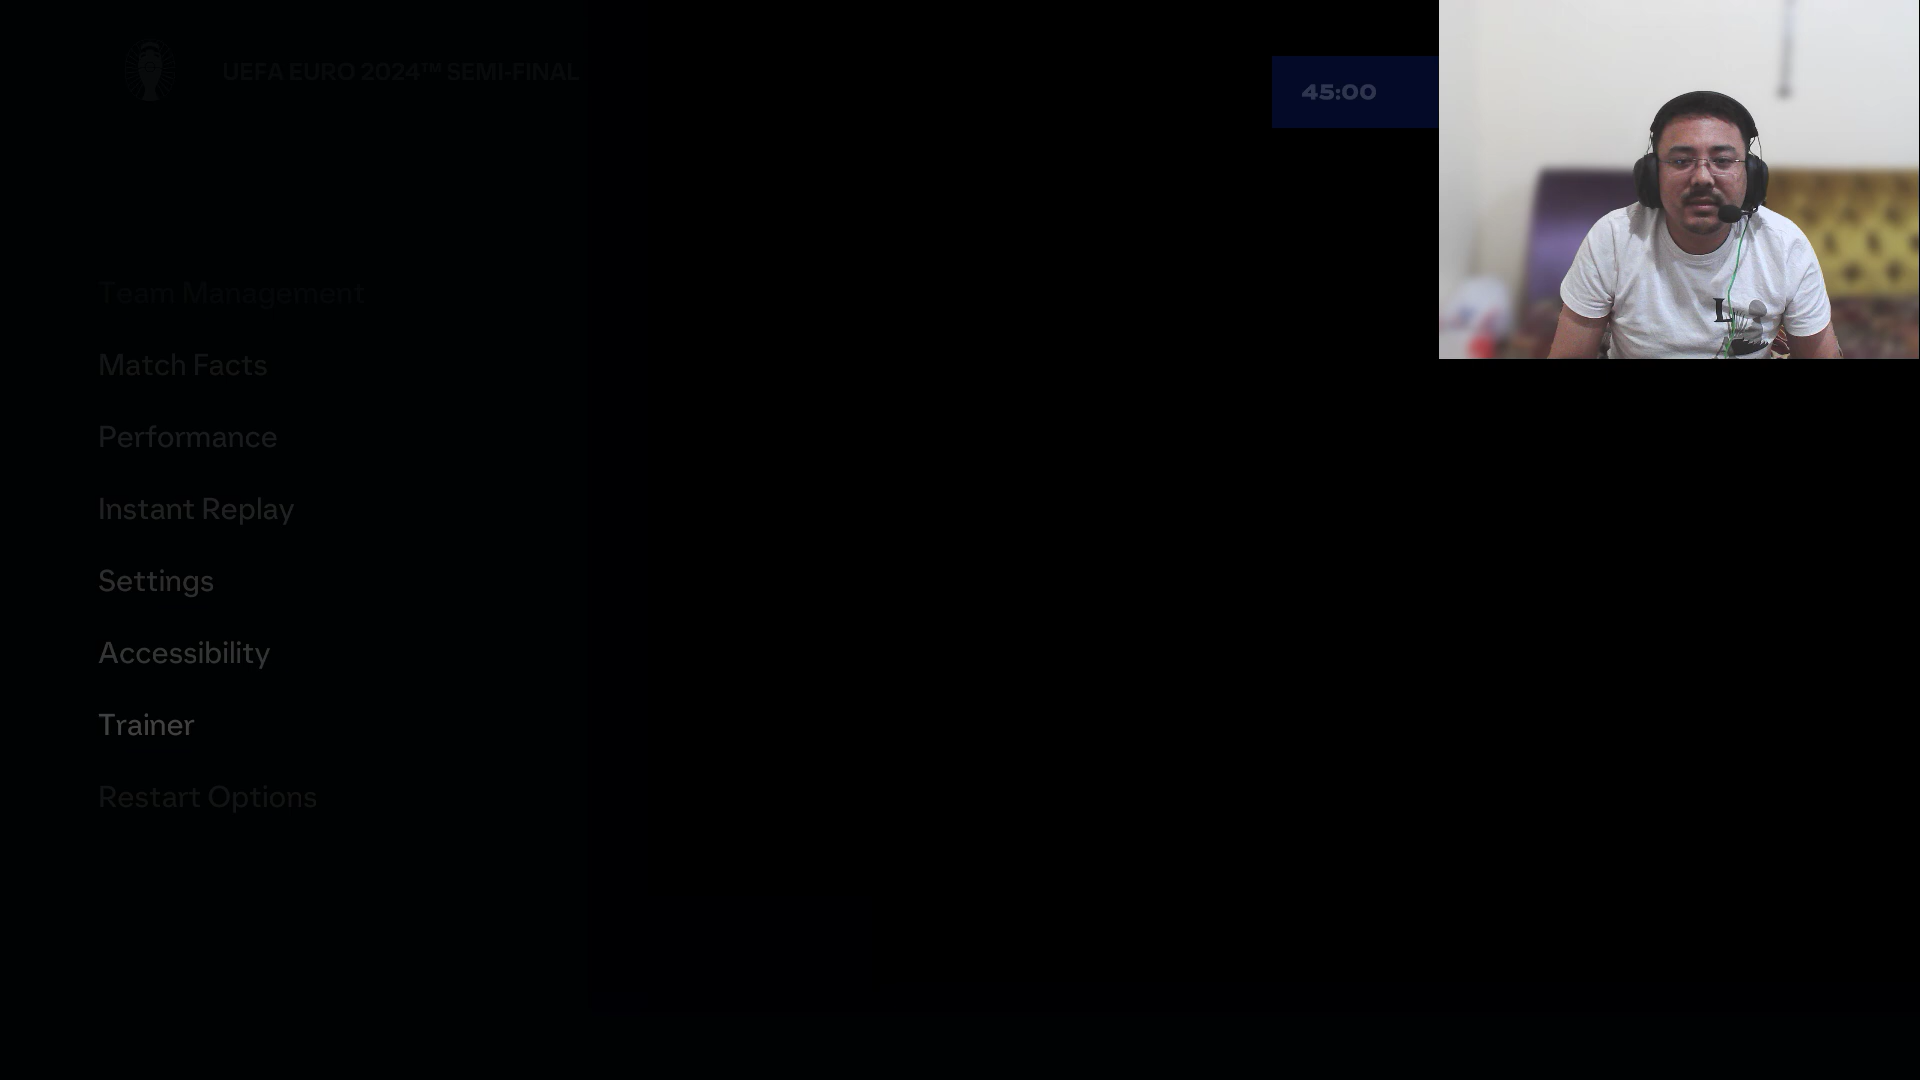 UEFA EURO 2024™ SEMI-FINAL
45:00
Team Management
Match Facts
Performance
Instant Replay
Settings
Accessibility
Trainer
Restart Options
L